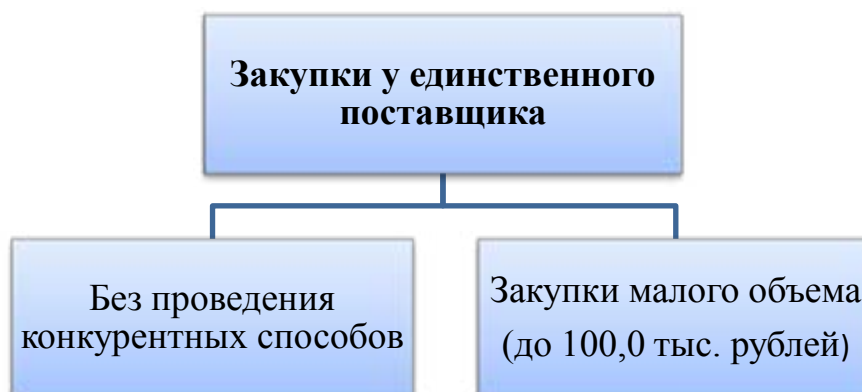 Закупки у единственного
поставщика
Без проведения
конкурентных способов
Закупки малого объема
(до 100,0 тыс. рублей)